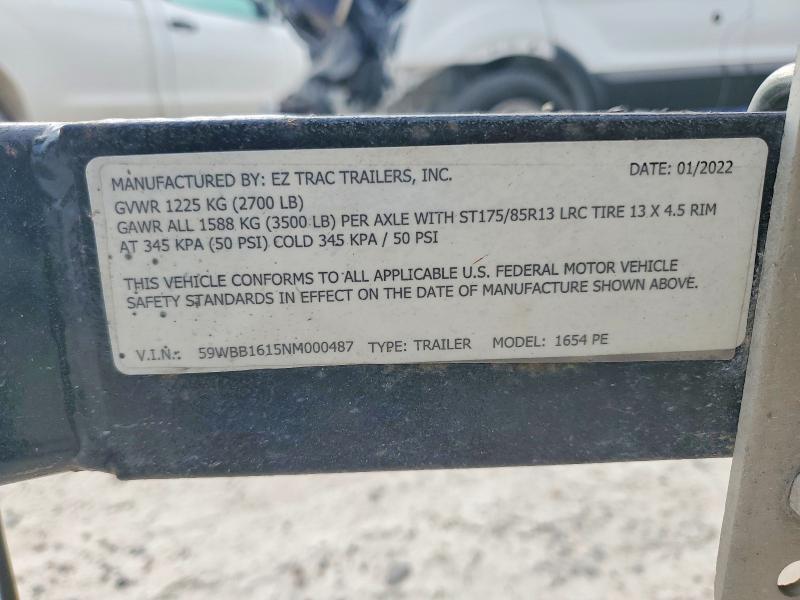 MANUFACTURED BY: EZ TRAC TRAILERS, INC. DATE: 01/2022
GVWR 1225 KG (2700 LB)
GAWR ALL 1588 KG (3500 LB) PER AXLE WITH ST175/85R13 LRC TIRE 13 X 4.5 RIM
AT 345 KPA (50 PSI) COLD 345 KPA / 50 PSI
THIS VEHICLE CONFORMS TO ALL APPLICABLE U.S. FEDERAL MOTOR VEHICLE
SAFETY STANDARDS IN EFFECT ON THE DATE OF MANUFACTURE SHOWN ABOVE.
V.I.N.: 59WBB1615NM000487 TYPE: TRAILER MODEL: 1654 PE